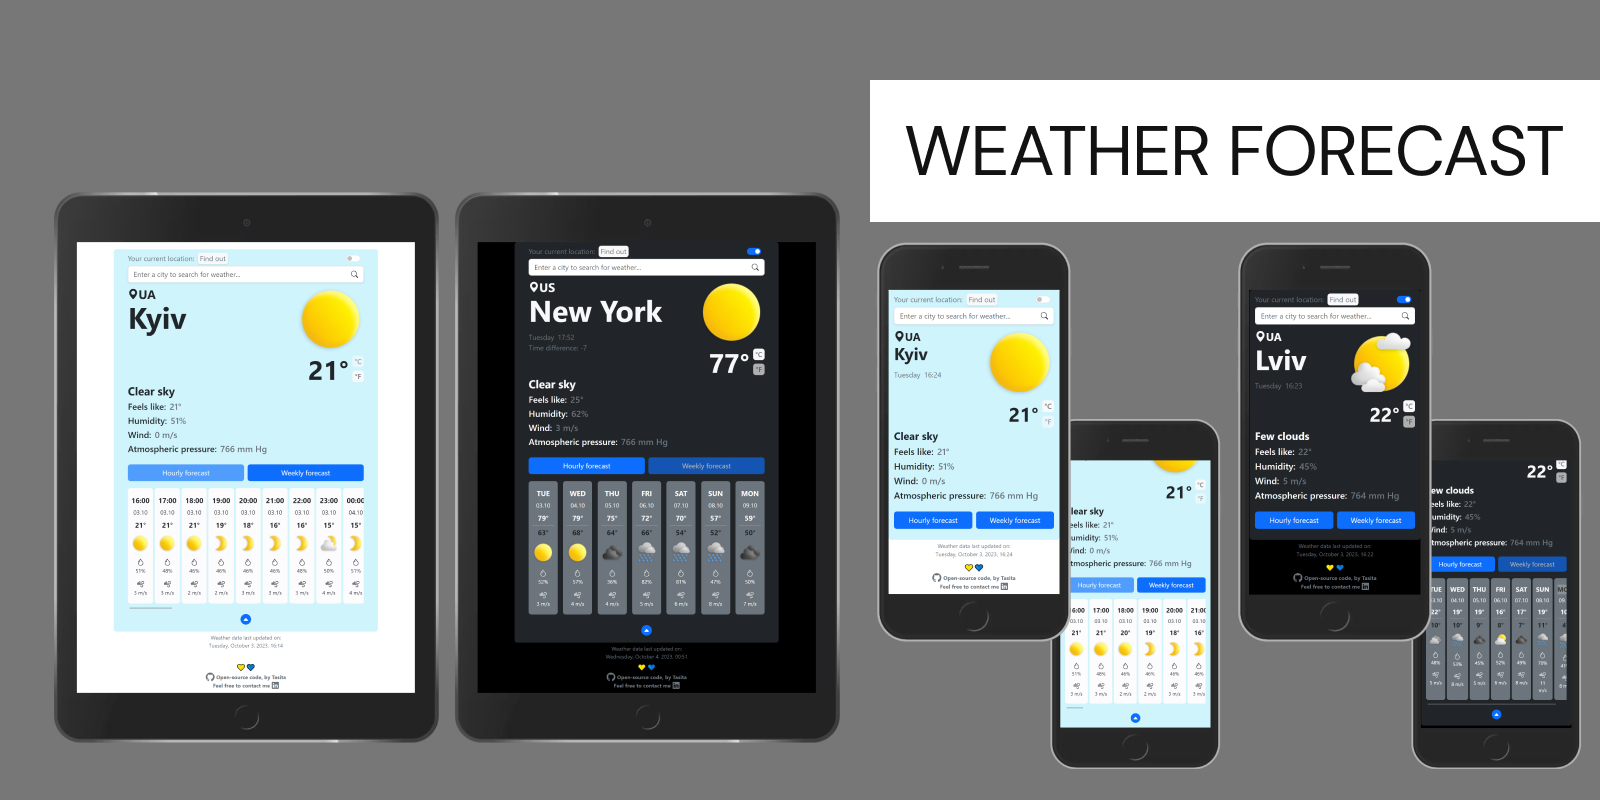 WEATHER FORECAST
Your current location: Find out
Enter a city to search for weather...
UA
Kyiv
21° °C
°F
Clear sky
Feels like: 21°
Humidity: 51%
Wind: 0 m/s
Atmospheric pressure: 766 mm Hg
Hourly forecast Weekly forecast
16:00 17:00 18:00 19:00 20:00 21:00 22:00 23:00 00:00
03.10 03.10 03.10 03.10 03.10 03.10 03.10 03.10 04.10
21° 21° 21° 19° 18° 16° 16° 15° 15°
51% 48% 46% 46% 46% 46% 48% 50% 51%
3 m/s 2 m/s 2 m/s 2 m/s 3 m/s 3 m/s 3 m/s 4 m/s 4 m/s
Weather data last updated on:
Tuesday, October 3, 2023, 16:14
Open-source code, by Tasita
Feel free to contact me
Your current location: Find out
Enter a city to search for weather...
US
New York
Tuesday 17:52
Time difference: -7
77° °C
°F
Clear sky
Feels like: 25°
Humidity: 62%
Wind: 3 m/s
Atmospheric pressure: 766 mm Hg
Hourly forecast Weekly forecast
TUE WED THU FRI SAT SUN MON
03.10 04.10 05.10 06.10 07.10 08.10 09.10
79° 79° 75° 72° 70° 57° 59°
63° 68° 64° 66° 54° 52° 50°
52% 57% 36% 82% 81% 47% 50%
3 m/s 4 m/s 4 m/s 5 m/s 8 m/s 8 m/s 7 m/s
Weather data last updated on:
Wednesday, October 4, 2023, 00:51
Open-source code, by Tasita
Feel free to contact me
Your current location: Find out
Enter a city to search for weather...
UA
Kyiv
Tuesday 16:24
21° °C
°F
Clear sky
Feels like: 21°
Humidity: 51%
Wind: 0 m/s
Atmospheric pressure: 766 mm Hg
Hourly forecast Weekly forecast
Weather data last updated on:
Tuesday, October 3, 2023, 16:24
Open-source code, by Tasita
Feel free to contact me
21° °C
°F
lear sky
eels like: 21°
umidity: 51%
ind: 0 m/s
tmospheric pressure: 766 mm Hg
Hourly forecast Weekly forecast
6:00 17:00 18:00 19:00 20:00 21:00
03.10 03.10 03.10 03.10 03.10 03.10
21° 21° 20° 19° 18° 16°
51% 48% 46% 46% 46% 46%
3 m/s 3 m/s 2 m/s 2 m/s 3 m/s 3 m/s
Your current location: Find out
Enter a city to search for weather...
UA
Lviv
Tuesday 16:23
22° °C
°F
Few clouds
Feels like: 22°
Humidity: 45%
Wind: 5 m/s
Atmospheric pressure: 764 mm Hg
Hourly forecast Weekly forecast
Weather data last updated on:
Tuesday, October 3, 2023, 16:22
Open-source code, by Tasita
Feel free to contact me
22° °C
°F
ew clouds
eels like: 22°
umidity: 45%
ind: 5 m/s
tmospheric pressure: 764 mm Hg
Hourly forecast Weekly forecast
TUE WED THU FRI SAT SUN MO
03.10 04.10 05.10 06.10 07.10 08.10 09.
22° 19° 19° 16° 17° 19° 10
10° 10° 9° 8° 7° 11° 4°
48% 53% 45% 52% 49% 70%
5 m/s 8 m/s 5 m/s 6 m/s 8 m/s 11 m/s